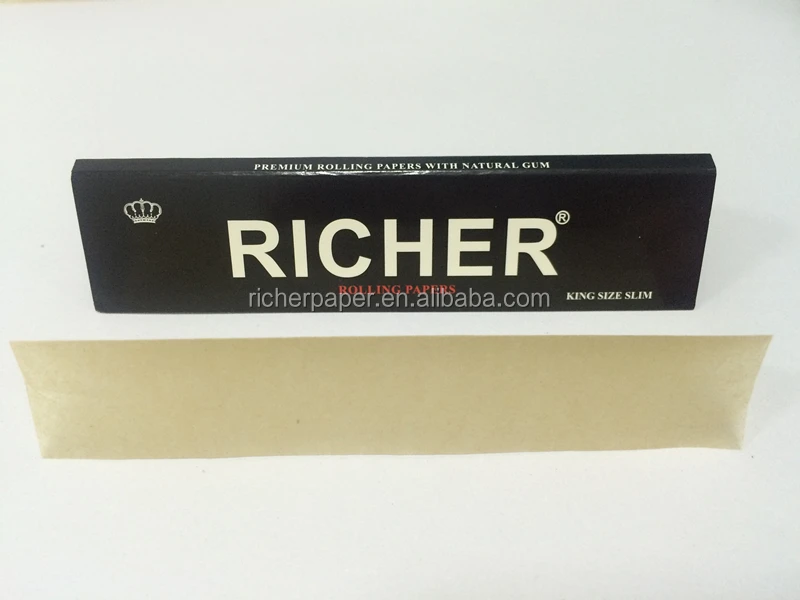 PREMIUM ROLLING PAPERS WITH NATURAL GUM
RICHER®
ROLLING PAPERS
richerpaper.en.alibaba.com
KING SIZE SLIM